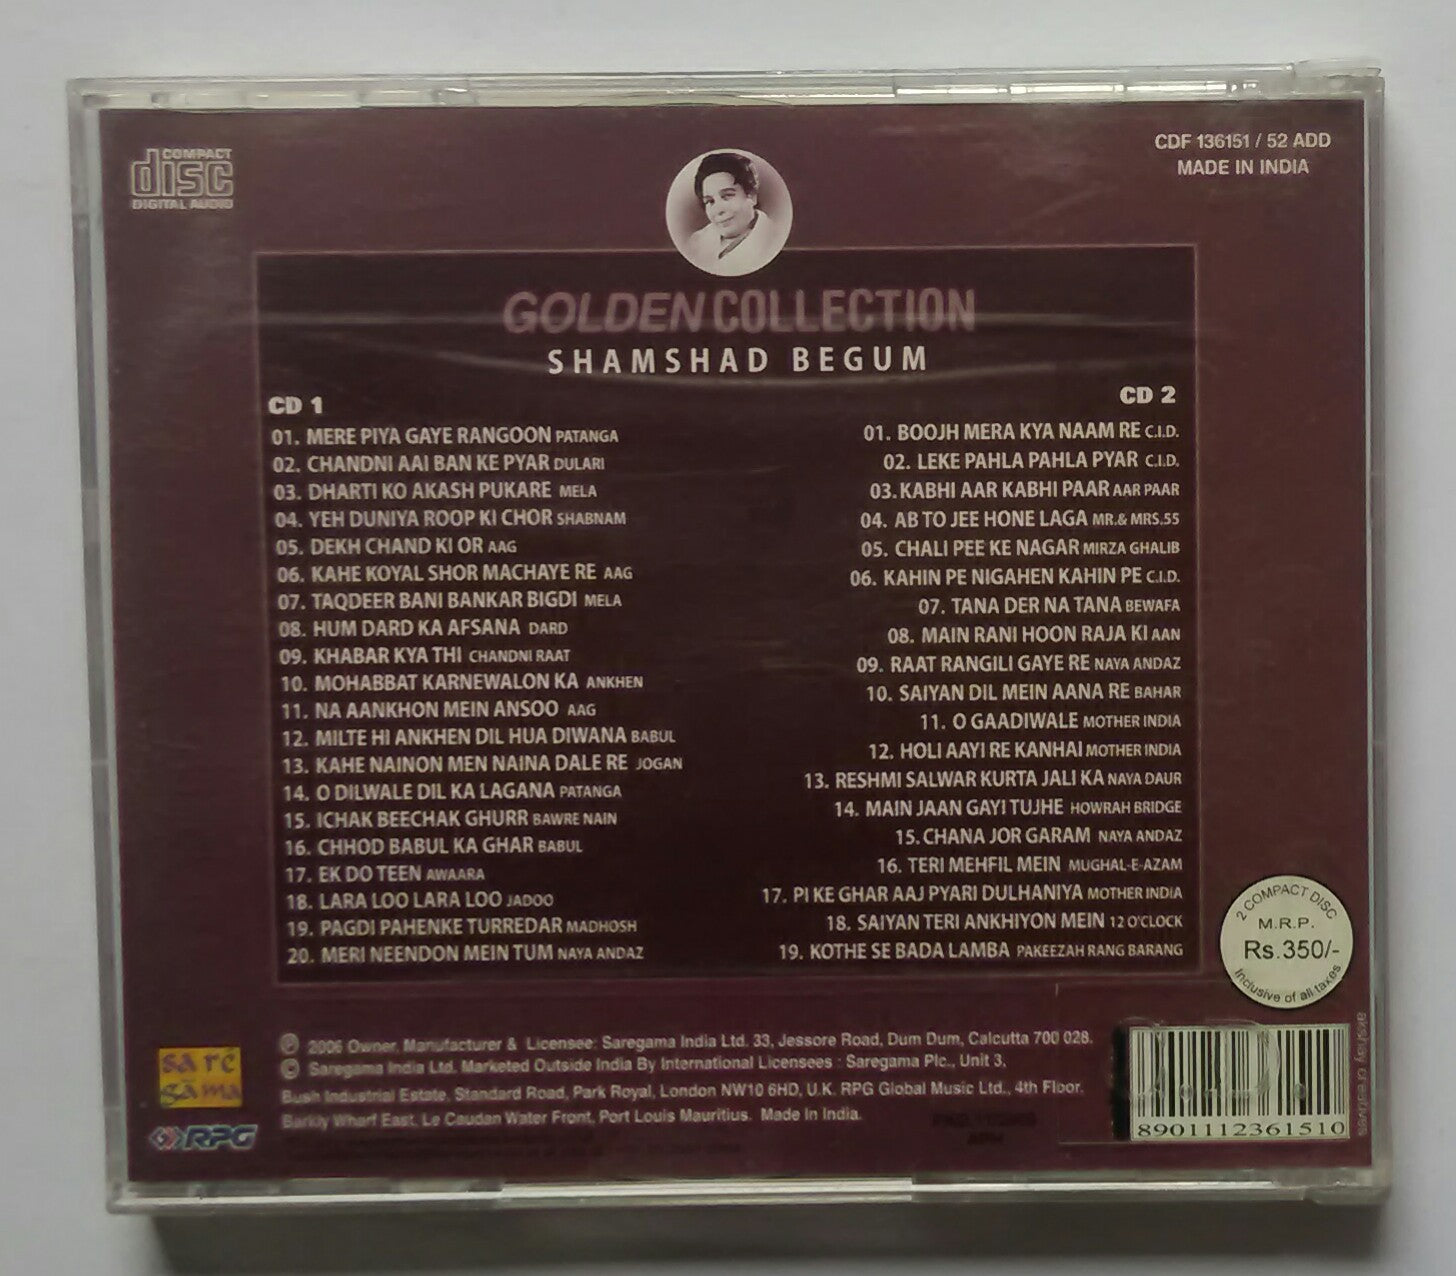 COMPACT
disc
DIGITAL AUDIO
CDF 136151 / 52 ADD
MADE IN INDIA
GOLDEN COLLECTION
SHAMSHAD BEGUM
CD 1
01. MERE PIYA GAYE RANGOON PATANGA
02. CHANDNI AAI BAN KE PYAR DULARI
03. DHARTI KO AKASH PUKARE MELA
04. YEH DUNIYA ROOP KI CHOR SHABNAM
05. DEKH CHAND KI OR AAG
06. KAHE KOYAL SHOR MACHAYE RE AAG
07. TAQDEER BANI BANKAR BIGDI MELA
08. HUM DARD KA AFSANA DARD
09. KHABAR KYA THI CHANDNI RAAT
10. MOHABBAT KARNEWALON KA ANKHEN
11. NA AANKHON MEIN ANSOO AAG
12. MILTE HI ANKHEN DIL HUA DIWANA BABUL
13. KAHE NAINON MEN NAINA DALE RE JOGAN
14. O DILWALE DIL KA LAGANA PATANGA
15. ICHAK BEECHAK GHURR BAWRE NAIN
16. CHHOD BABUL KA GHAR BABUL
17. EK DO TEEN AWAARA
18. LARA LOO LARA LOO JADOO
19. PAGDI PAHENKE TURREDAR MADHOSH
20. MERI NEENDON MEIN TUM NAYA ANDAZ
CD 2
01. BOOJH MERA KYA NAAM RE C.I.D.
02. LEKE PAHLA PAHLA PYAR C.I.D.
03. KABHI AAR KABHI PAAR AAR PAAR
04. AB TO JEE HONE LAGA MR.& MRS.55
05. CHALI PEE KE NAGAR MIRZA GHALIB
06. KAHIN PE NIGAHEN KAHIN PE C.I.D.
07. TANA DER NA TANA BEWAFA
08. MAIN RANI HOON RAJA KI AAN
09. RAAT RANGILI GAYE RE NAYA ANDAZ
10. SAIYAN DIL MEIN AANA RE BAHAR
11. O GAADIWALE MOTHER INDIA
12. HOLI AAYI RE KANHAI MOTHER INDIA
13. RESHMI SALWAR KURTA JALI KA NAYA DAUR
14. MAIN JAAN GAYI TUJHE HOWRAH BRIDGE
15. CHANA JOR GARAM NAYA ANDAZ
16. TERI MEHFIL MEIN MUGHAL-E-AZAM
17. PI KE GHAR AAJ PYARI DULHANIYA MOTHER INDIA
18. SAIYAN TERI ANKHIYON MEIN 12 O'CLOCK
19. KOTHE SE BADA LAMBA PAKEEZAH RANG BARANG
2 COMPACT DISC
M.R.P.
Rs.350/-
Inclusive of all taxes
sa re
gama
RPG
℗ 2006 Owner, Manufacturer & Licensee: Saregama India Ltd. 33, Jessore Road, Dum Dum, Calcutta 700 028.
© Saregama India Ltd. Marketed Outside India By International Licensees : Saregama Plc., Unit 3,
Bush Industrial Estate, Standard Road, Park Royal, London NW10 6HD, U.K. RPG Global Music Ltd., 4th Floor.
Barkly Wharf East, Le Caudan Water Front, Port Louis Mauritius. Made in India.
8901112361510
akshay creatives